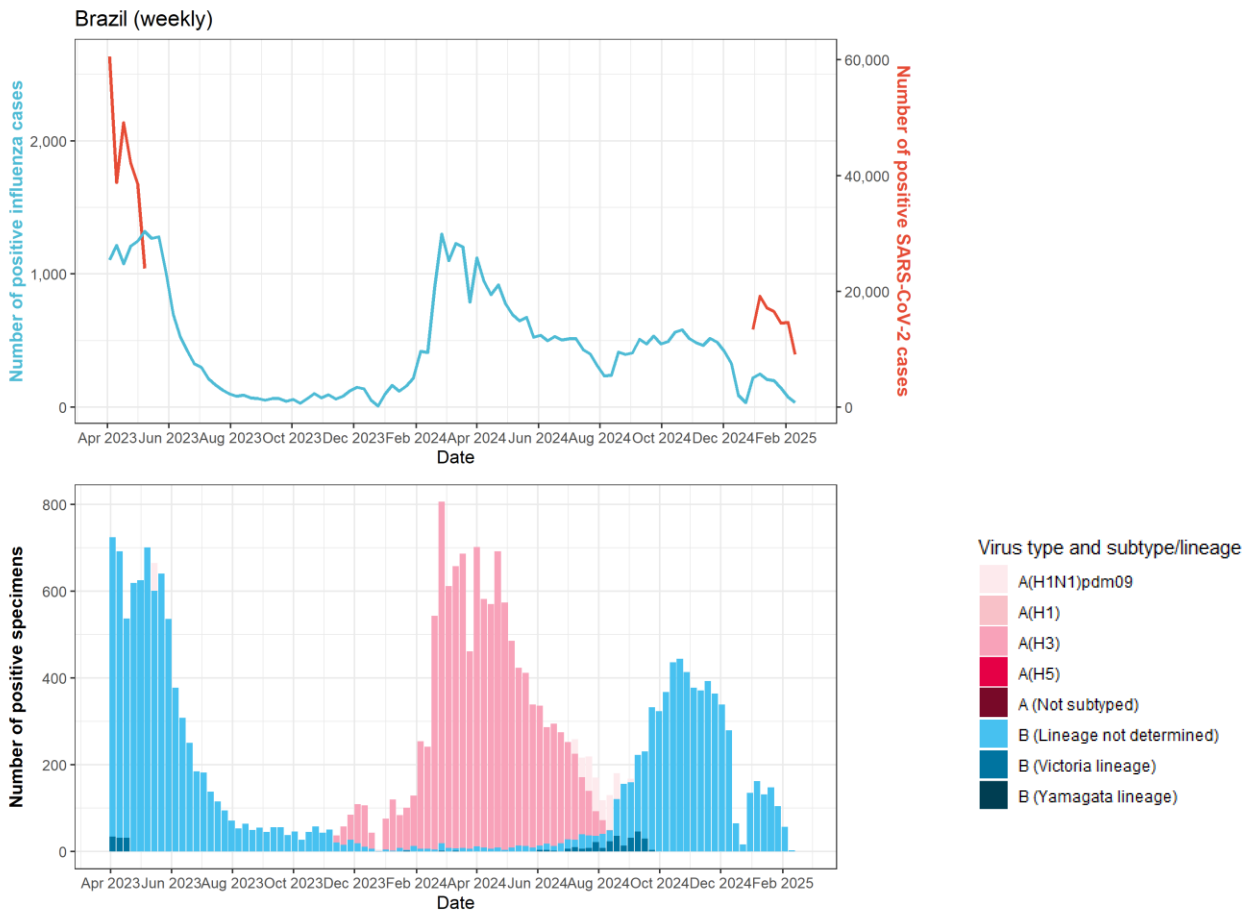 Brazil (weekly)
Number of positive influenza cases
2,000
1,000
0
60,000
40,000
20,000
0
Number of positive SARS-CoV-2 cases
Apr 2023 Jun 2023 Aug 2023 Oct 2023 Dec 2023 Feb 2024 Apr 2024 Jun 2024 Aug 2024 Oct 2024 Dec 2024 Feb 2025
Date
Number of positive specimens
800
600
400
200
0
Apr 2023 Jun 2023 Aug 2023 Oct 2023 Dec 2023 Feb 2024 Apr 2024 Jun 2024 Aug 2024 Oct 2024 Dec 2024 Feb 2025
Date
Virus type and subtype/lineage
A(H1N1)pdm09
A(H1)
A(H3)
A(H5)
A (Not subtyped)
B (Lineage not determined)
B (Victoria lineage)
B (Yamagata lineage)